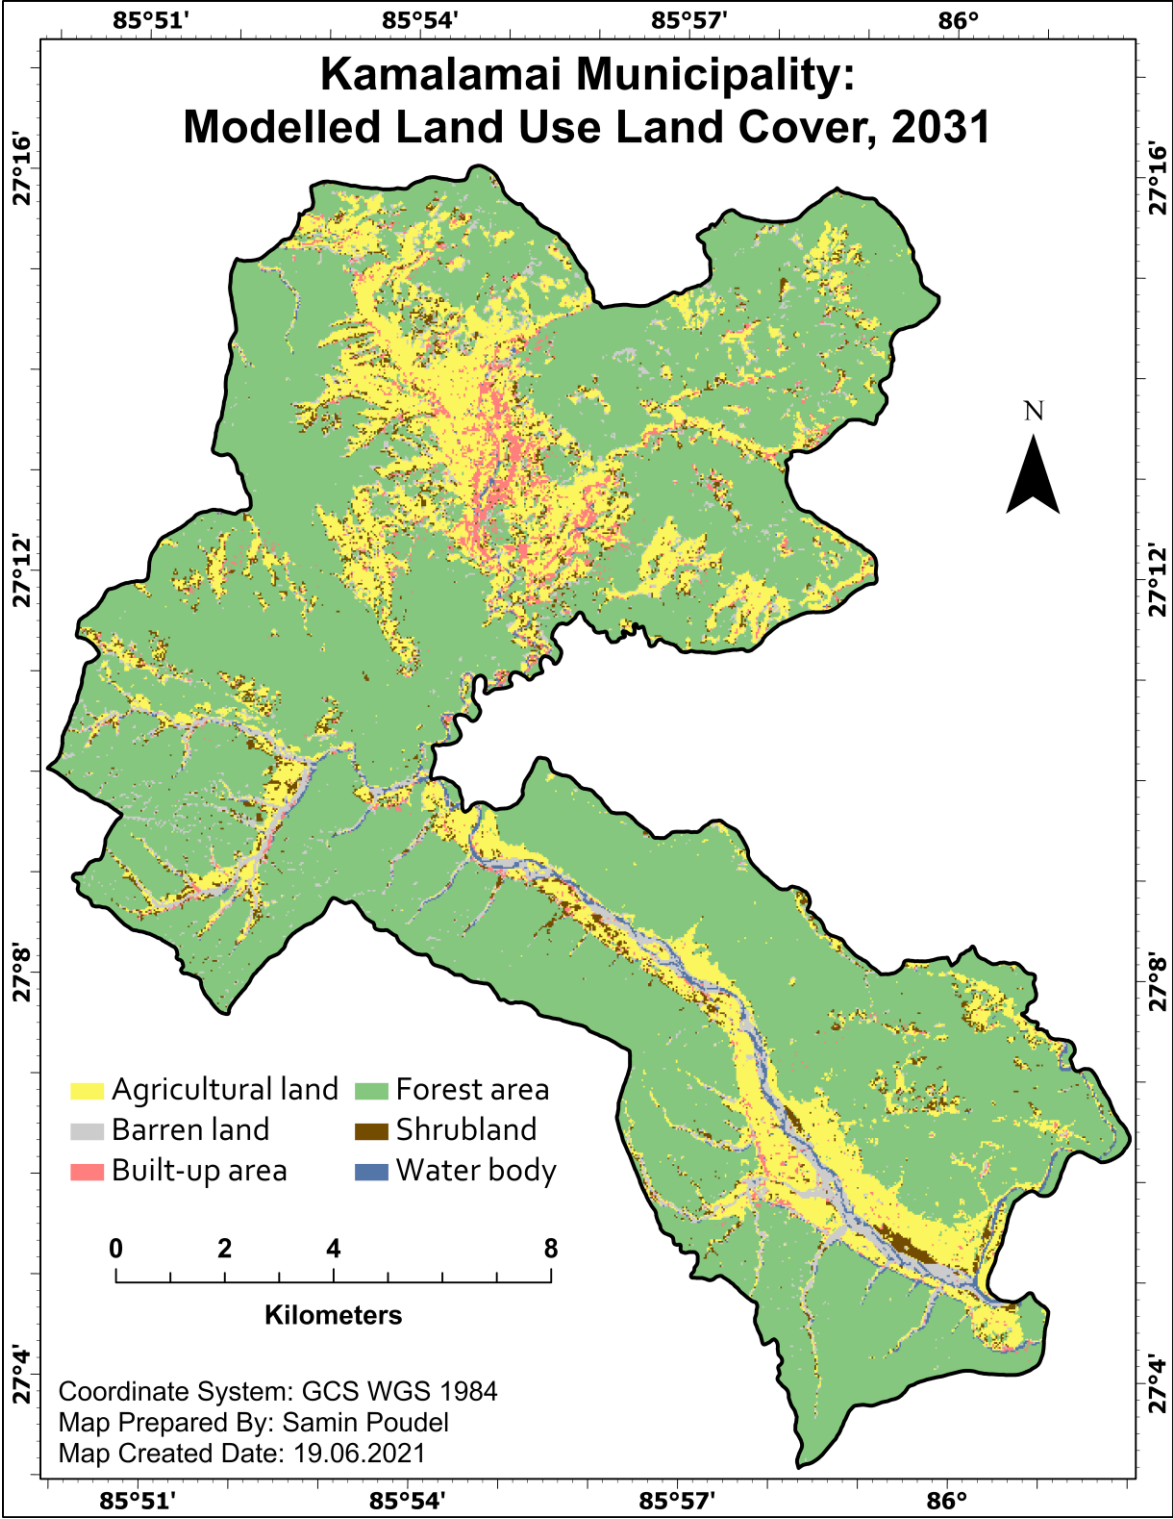 85°51' 85°54' 85°57' 86°
Kamalamai Municipality:
Modelled Land Use Land Cover, 2031
27°16' 27°16'
N
27°12' 27°12'
27°8' 27°8'
Agricultural land Forest area
Barren land Shrubland
Built-up area Water body
0 2 4 8
Kilometers
27°4' 27°4'
Coordinate System: GCS WGS 1984
Map Prepared By: Samin Poudel
Map Created Date: 19.06.2021
85°51' 85°54' 85°57' 86°